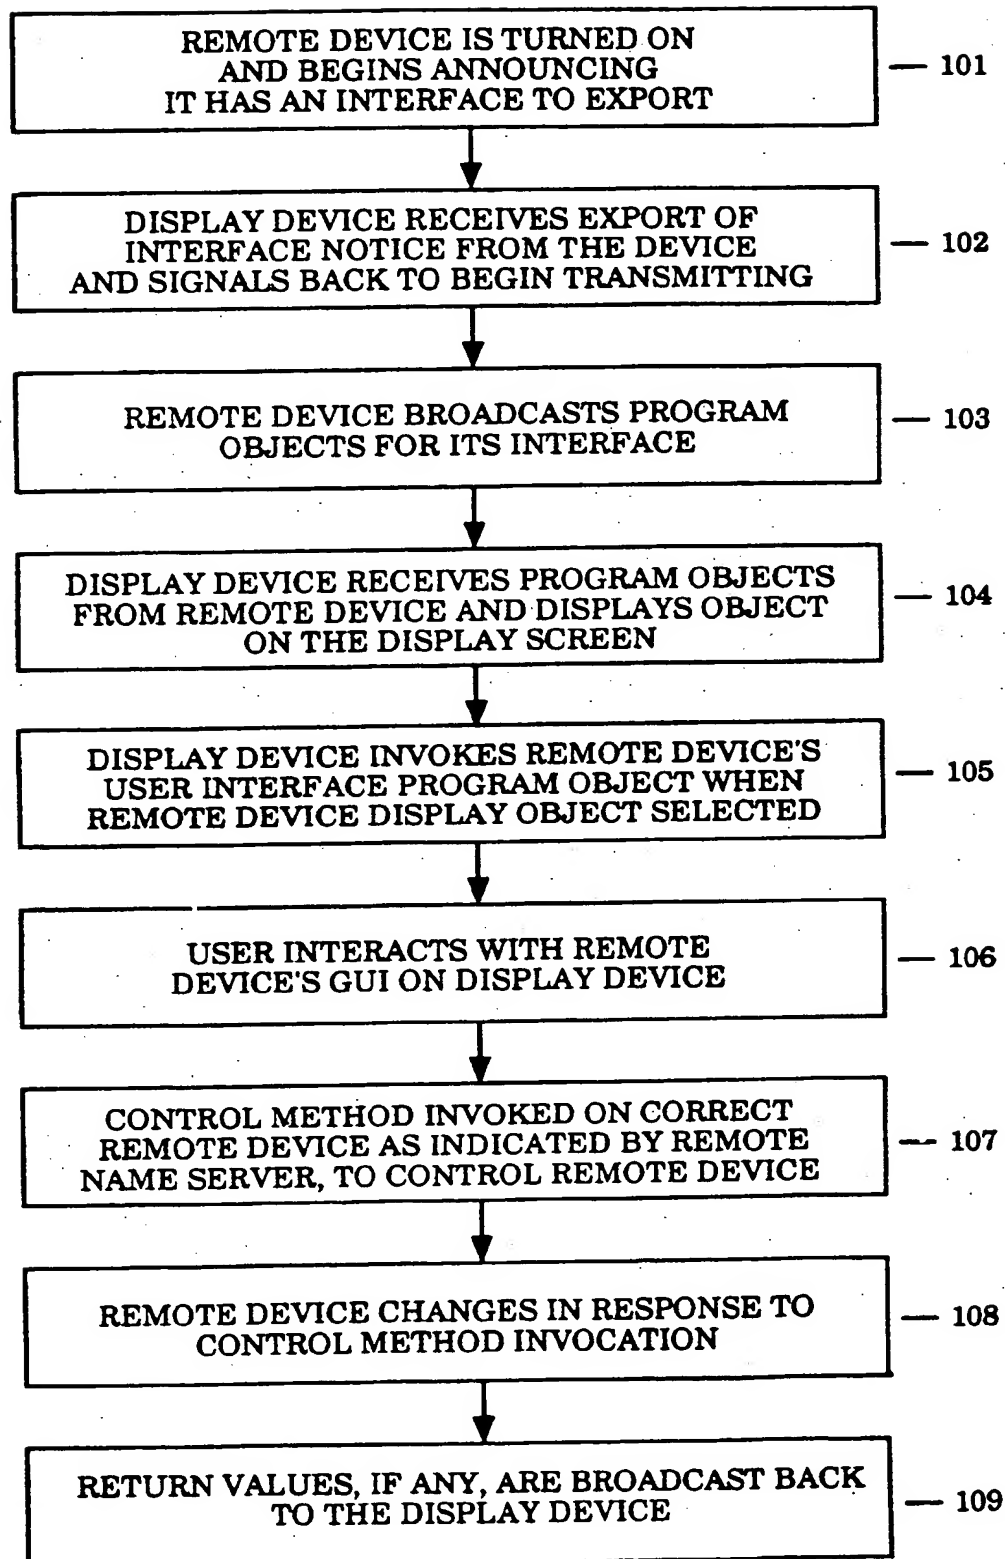 REMOTE DEVICE IS TURNED ON
AND BEGINS ANNOUNCING
IT HAS AN INTERFACE TO EXPORT
101
DISPLAY DEVICE RECEIVES EXPORT OF
INTERFACE NOTICE FROM THE DEVICE
AND SIGNALS BACK TO BEGIN TRANSMITTING
102
REMOTE DEVICE BROADCASTS PROGRAM
OBJECTS FOR ITS INTERFACE
103
DISPLAY DEVICE RECEIVES PROGRAM OBJECTS
FROM REMOTE DEVICE AND DISPLAYS OBJECT
ON THE DISPLAY SCREEN
104
DISPLAY DEVICE INVOKES REMOTE DEVICE'S
USER INTERFACE PROGRAM OBJECT WHEN
REMOTE DEVICE DISPLAY OBJECT SELECTED
105
USER INTERACTS WITH REMOTE
DEVICE'S GUI ON DISPLAY DEVICE
106
CONTROL METHOD INVOKED ON CORRECT
REMOTE DEVICE AS INDICATED BY REMOTE
NAME SERVER, TO CONTROL REMOTE DEVICE
107
REMOTE DEVICE CHANGES IN RESPONSE TO
CONTROL METHOD INVOCATION
108
RETURN VALUES, IF ANY, ARE BROADCAST BACK
TO THE DISPLAY DEVICE
109